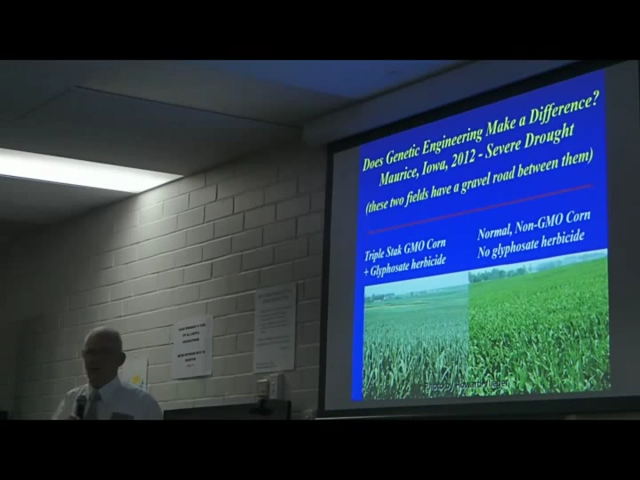 Does Genetic Engineering Make a Difference?
Maurice, Iowa, 2012 - Severe Drought
(these two fields have a gravel road between them)
Triple Stak GMO Corn
+ Glyphosate herbicide
Normal, Non-GMO Corn
No glyphosate herbicide